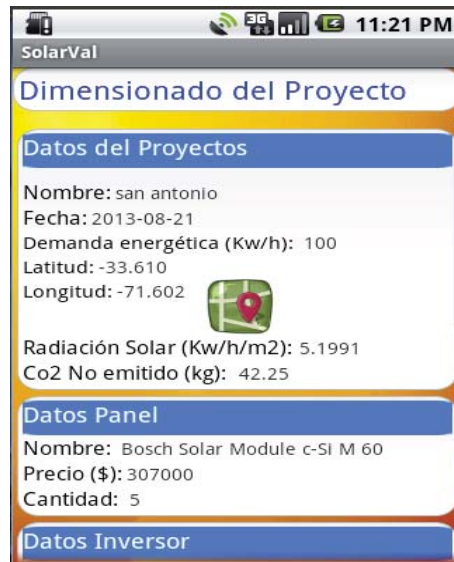 3G 11:21 PM
SolarVal
Dimensionado del Proyecto
Datos del Proyectos
Nombre: san antonio
Fecha: 2013-08-21
Demanda energética (Kw/h): 100
Latitud: -33.610
Longitud: -71.602
Radiación Solar (Kw/h/m2): 5.1991
Co2 No emitido (kg): 42.25
Datos Panel
Nombre: Bosch Solar Module c-Si M 60
Precio ($): 307000
Cantidad: 5
Datos Inversor